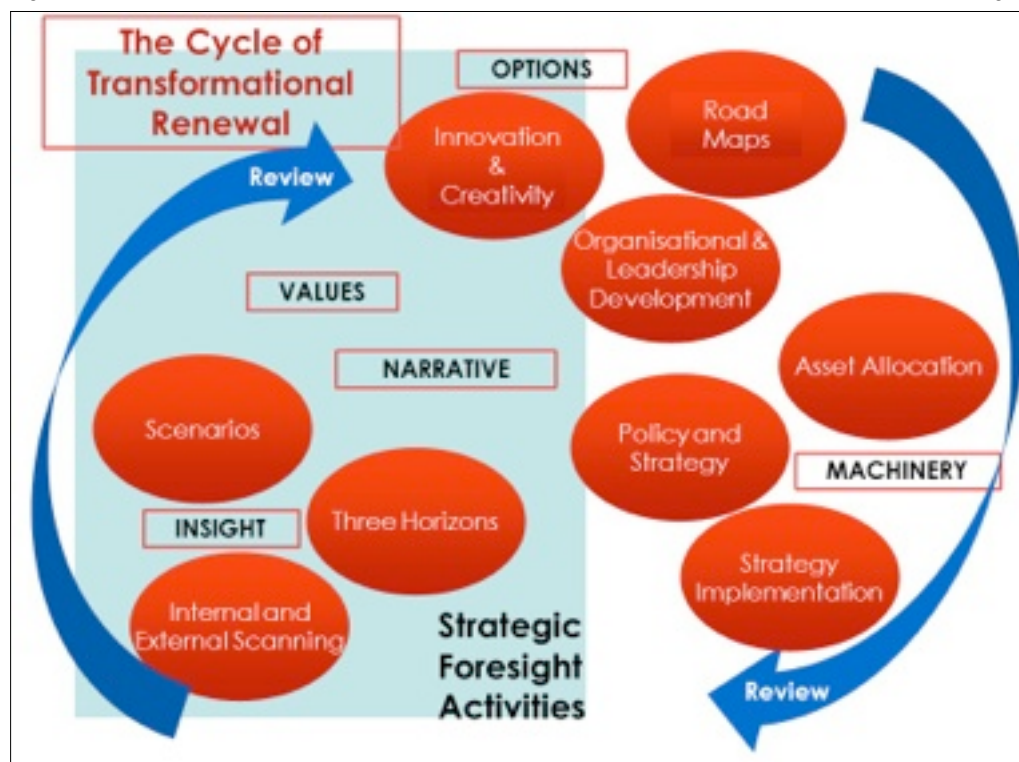 The Cycle of
Transformational
Renewal
OPTIONS
Road
Maps
Innovation
&
Creativity
Review
Organisational &
Leadership
Development
VALUES
NARRATIVE
Asset Allocation
Scenarios
Policy and
Strategy
MACHINERY
INSIGHT
Three Horizons
Strategy
Implementation
Internal and
External Scanning
Strategic
Foresight
Activities
Review